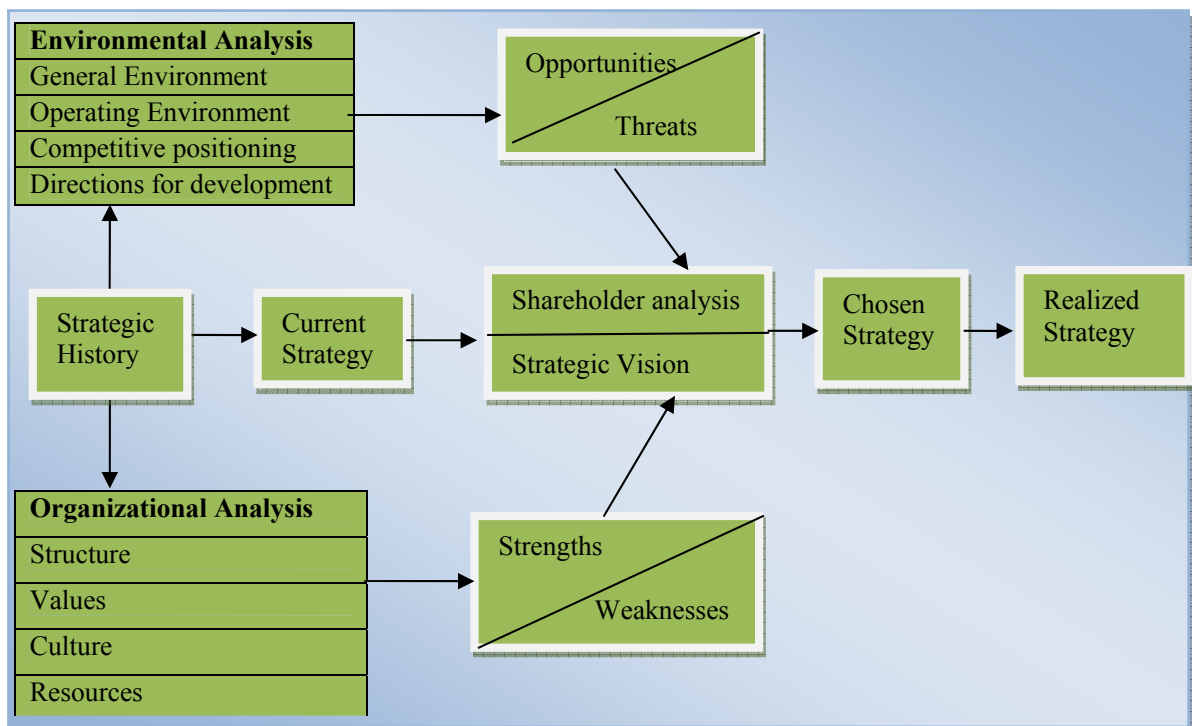 Environmental Analysis
General Environment
Operating Environment
Competitive positioning
Directions for development
Opportunities
Threats
Strategic
History
Current
Strategy
Shareholder analysis
Strategic Vision
Chosen
Strategy
Realized
Strategy
Organizational Analysis
Structure
Values
Culture
Resources
Strengths
Weaknesses